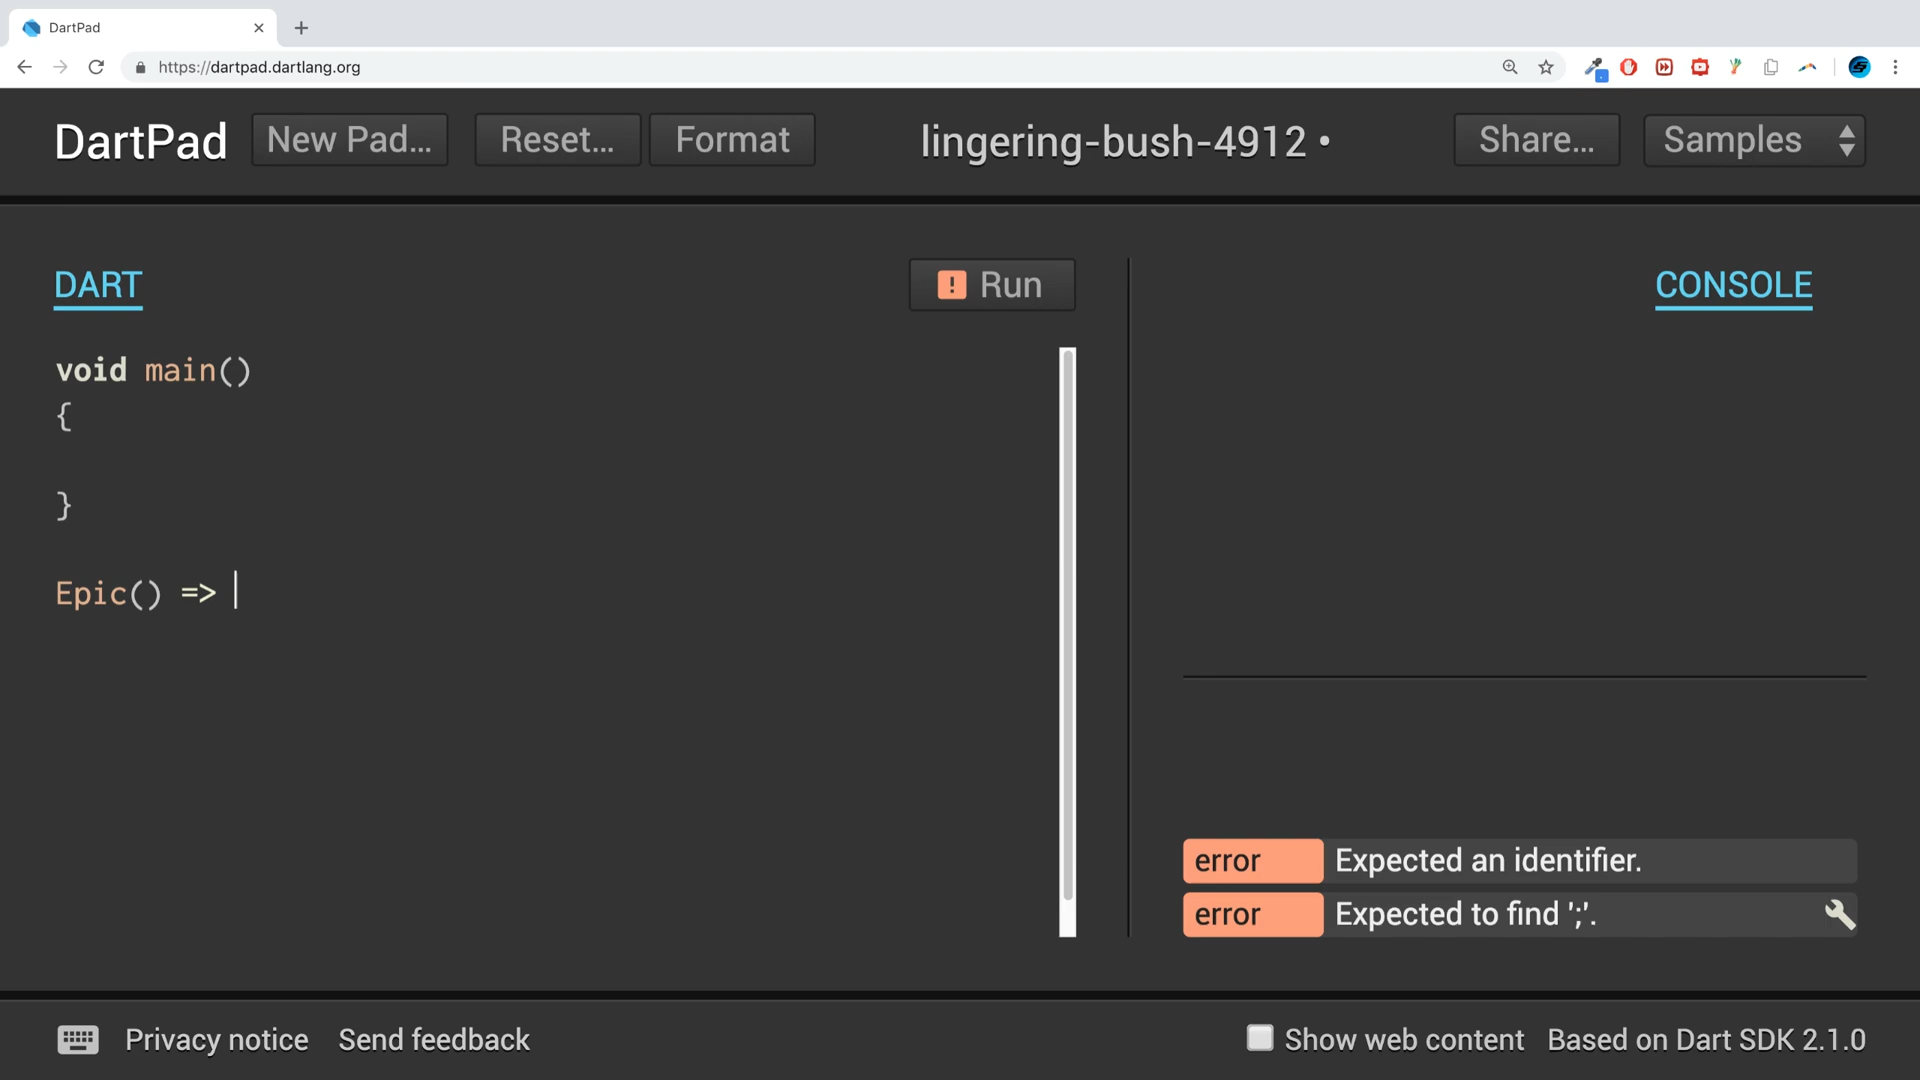 DartPad
https://dartpad.dartlang.org
DartPad
New Pad...
Reset...
Format
lingering-bush-4912 •
Share...
Samples
DART
! Run
CONSOLE
void main()
{
}
Epic() =>
error Expected an identifier.
error Expected to find ';'.
Privacy notice
Send feedback
Show web content
Based on Dart SDK 2.1.0